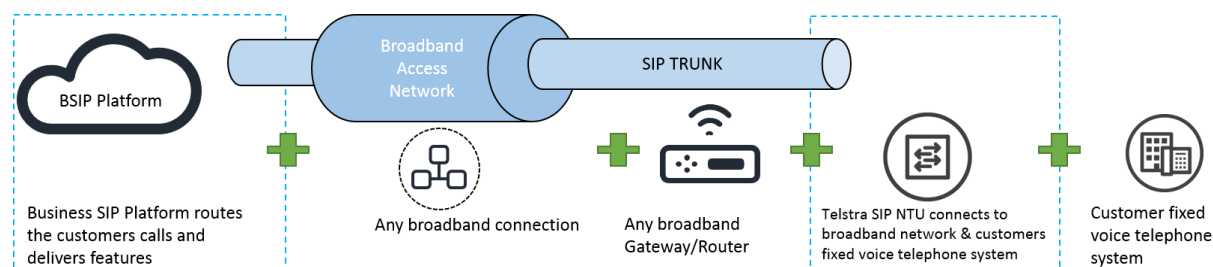 Broadband
Access
Network
SIP TRUNK
BSIP Platform
Business SIP Platform routes
the customers calls and
delivers features
Any broadband connection
Any broadband
Gateway/Router
Telstra SIP NTU connects to
broadband network & customers
fixed voice telephone system
Customer fixed
voice telephone
system